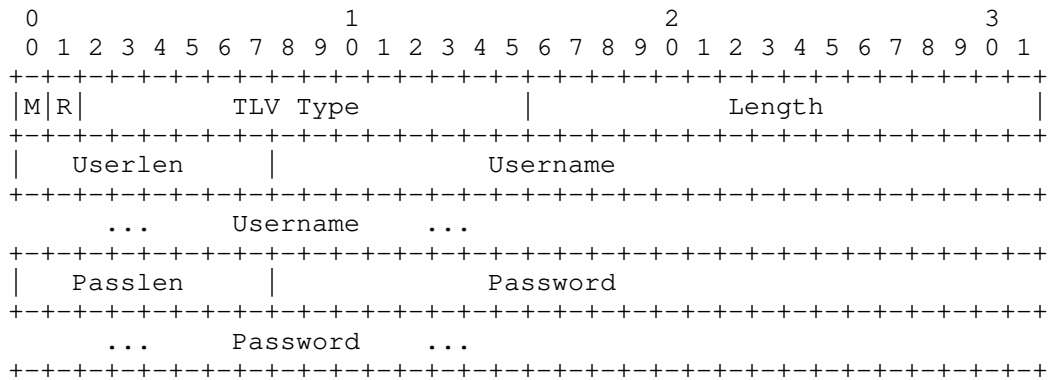 0                   1                   2                   3
 0 1 2 3 4 5 6 7 8 9 0 1 2 3 4 5 6 7 8 9 0 1 2 3 4 5 6 7 8 9 0 1
+-+-+-+-+-+-+-+-+-+-+-+-+-+-+-+-+-+-+-+-+-+-+-+-+-+-+-+-+-+-+-+-+
|M|R|         TLV Type          |            Length             |
+-+-+-+-+-+-+-+-+-+-+-+-+-+-+-+-+-+-+-+-+-+-+-+-+-+-+-+-+-+-+-+-+
|   Userlen     |             Username
+-+-+-+-+-+-+-+-+-+-+-+-+-+-+-+-+-+-+-+-+-+-+-+-+-+-+-+-+-+-+-+-+
      ...     Username    ...
+-+-+-+-+-+-+-+-+-+-+-+-+-+-+-+-+-+-+-+-+-+-+-+-+-+-+-+-+-+-+-+-+
|   Passlen     |             Password
+-+-+-+-+-+-+-+-+-+-+-+-+-+-+-+-+-+-+-+-+-+-+-+-+-+-+-+-+-+-+-+-+
      ...     Password    ...
+-+-+-+-+-+-+-+-+-+-+-+-+-+-+-+-+-+-+-+-+-+-+-+-+-+-+-+-+-+-+-+-+